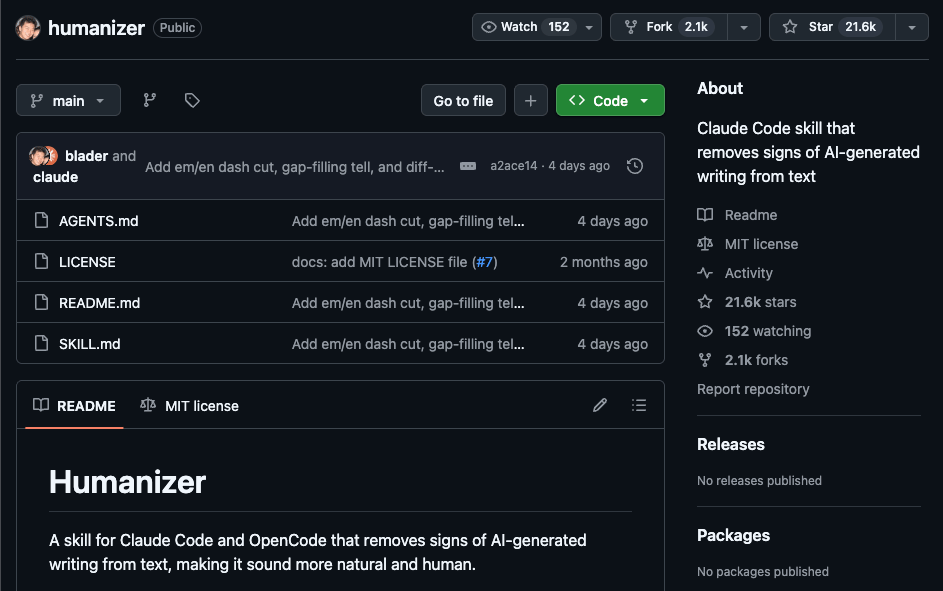 humanizer Public Watch 152 Fork 2.1k Star 21.6k
main Go to file Code
About
Claude Code skill that
removes signs of AI-generated
writing from text
blader and
claude
Add em/en dash cut, gap-filling tell, and diff-... a2ace14 · 4 days ago
AGENTS.md Add em/en dash cut, gap-filling tel... 4 days ago
LICENSE docs: add MIT LICENSE file (#7) 2 months ago
README.md Add em/en dash cut, gap-filling tel... 4 days ago
SKILL.md Add em/en dash cut, gap-filling tel... 4 days ago
Readme
MIT license
Activity
21.6k stars
152 watching
2.1k forks
Report repository
README MIT license
Releases
No releases published
Packages
No packages published
Humanizer
A skill for Claude Code and OpenCode that removes signs of AI-generated
writing from text, making it sound more natural and human.